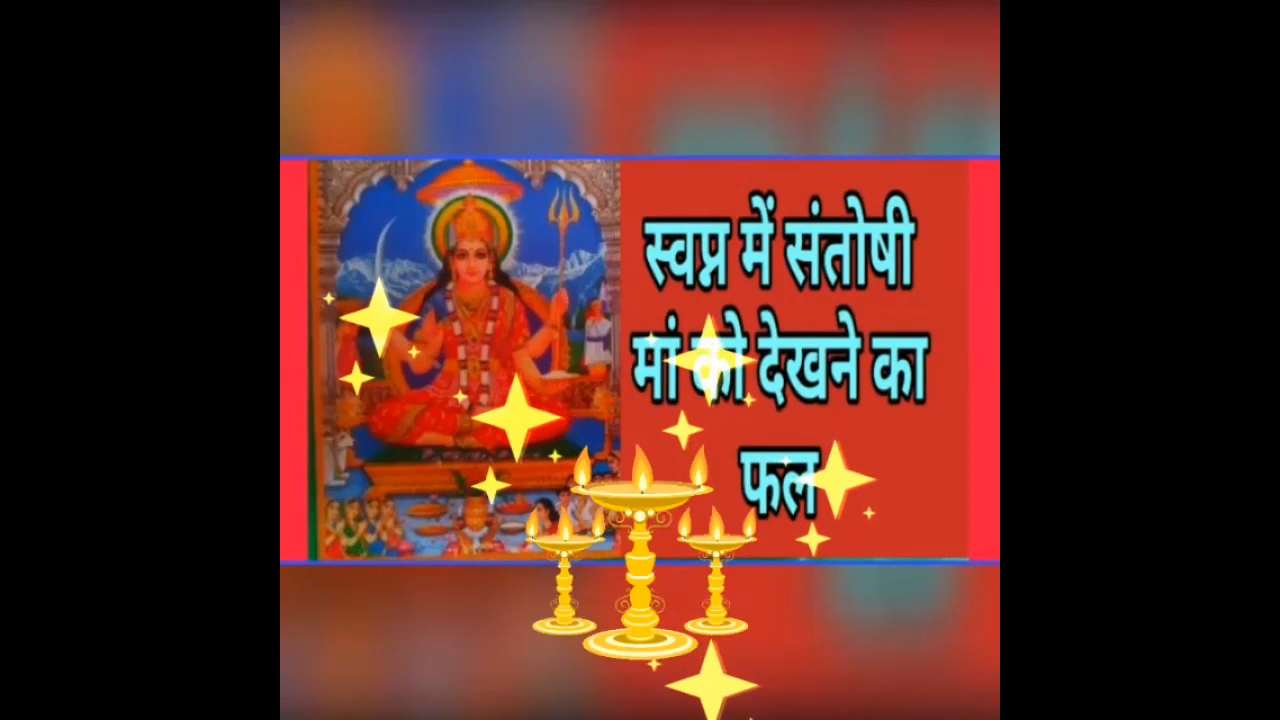 स्वप्न में संतोषी
मां को देखने का
फल